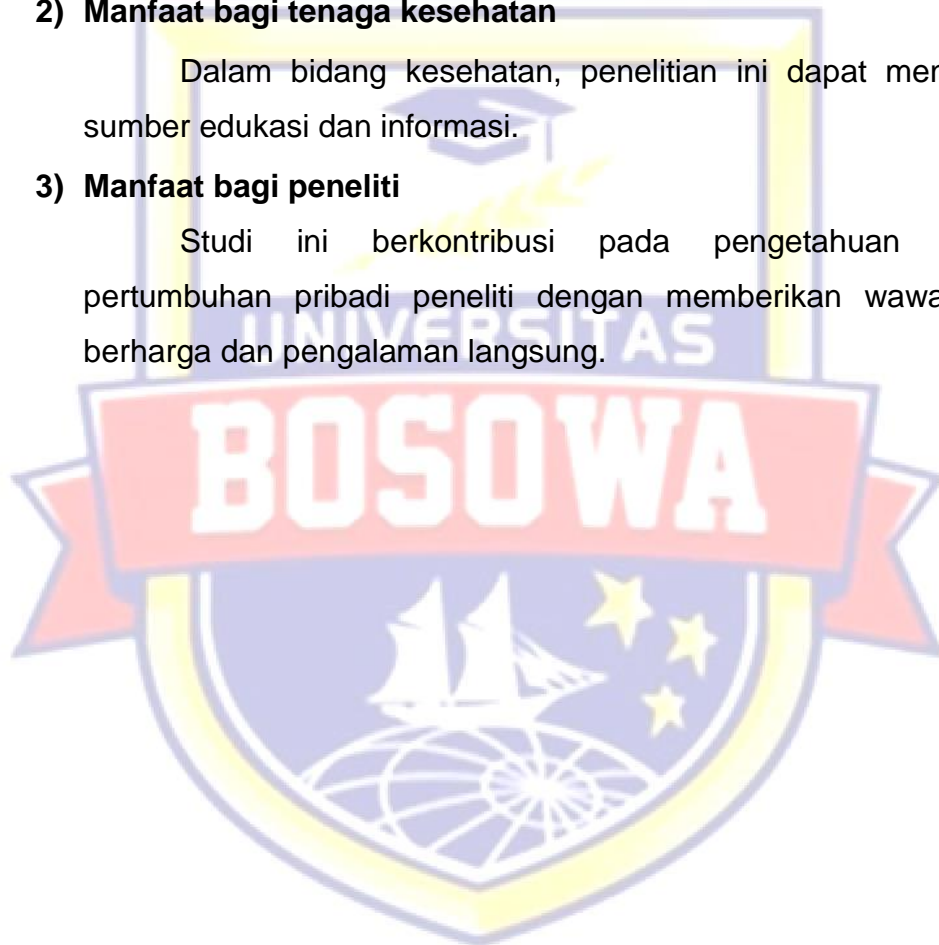 2) Manfaat bagi tenaga kesehatan
Dalam bidang kesehatan, penelitian ini dapat mer
sumber edukasi dan informasi.
3) Manfaat bagi peneliti
Studi ini berkontribusi pada pengetahuan
pertumbuhan pribadi peneliti dengan memberikan wawa
berharga dan pengalaman langsung.
UNIVERSITAS
BOSOWA